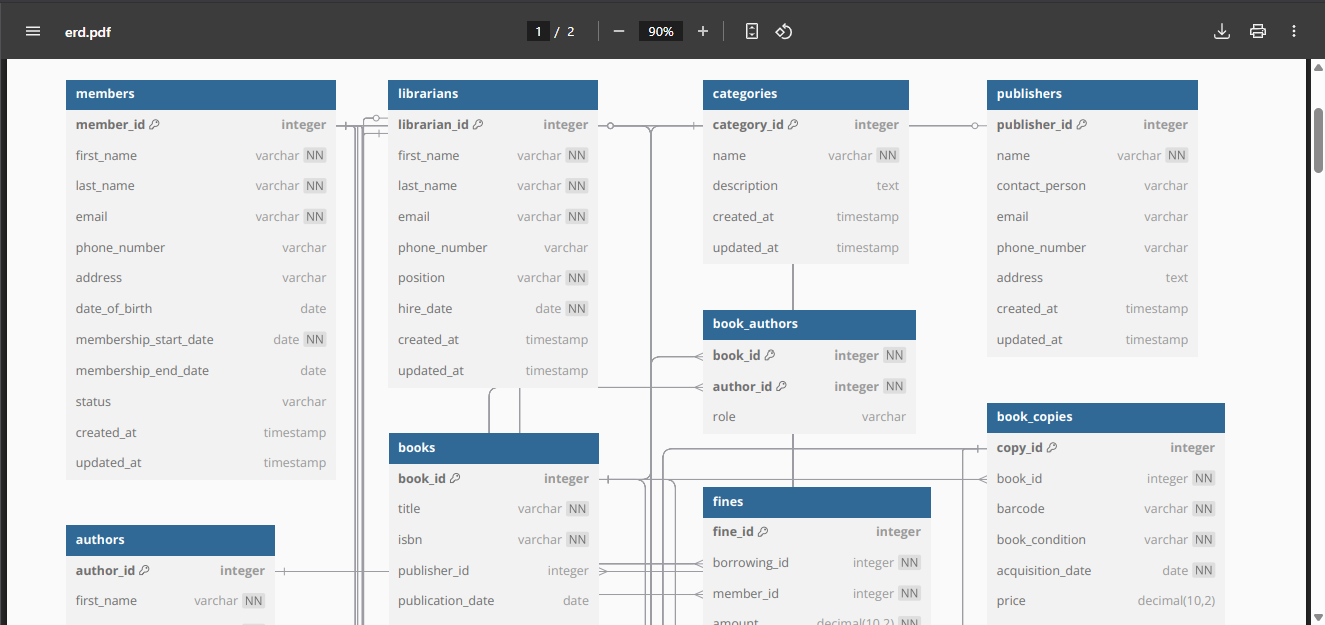 erd.pdf
1 / 2
90%
members
member_id integer
first_name varchar NN
last_name varchar NN
email varchar NN
phone_number varchar
address varchar
date_of_birth date
membership_start_date date NN
membership_end_date date
status varchar
created_at timestamp
updated_at timestamp
librarians
librarian_id integer
first_name varchar NN
last_name varchar NN
email varchar NN
phone_number varchar
position varchar NN
hire_date date NN
created_at timestamp
updated_at timestamp
categories
category_id integer
name varchar NN
description text
created_at timestamp
updated_at timestamp
publishers
publisher_id integer
name varchar NN
contact_person varchar
email varchar
phone_number varchar
address text
created_at timestamp
updated_at timestamp
book_authors
book_id integer NN
author_id integer NN
role varchar
book_copies
copy_id integer
book_id integer NN
barcode varchar NN
book_condition varchar NN
acquisition_date date NN
price decimal(10,2)
books
book_id integer
title varchar NN
isbn varchar NN
publisher_id integer
publication_date date
fines
fine_id integer
borrowing_id integer NN
member_id integer NN
amount decimal(10,2) NN
authors
author_id integer
first_name varchar NN